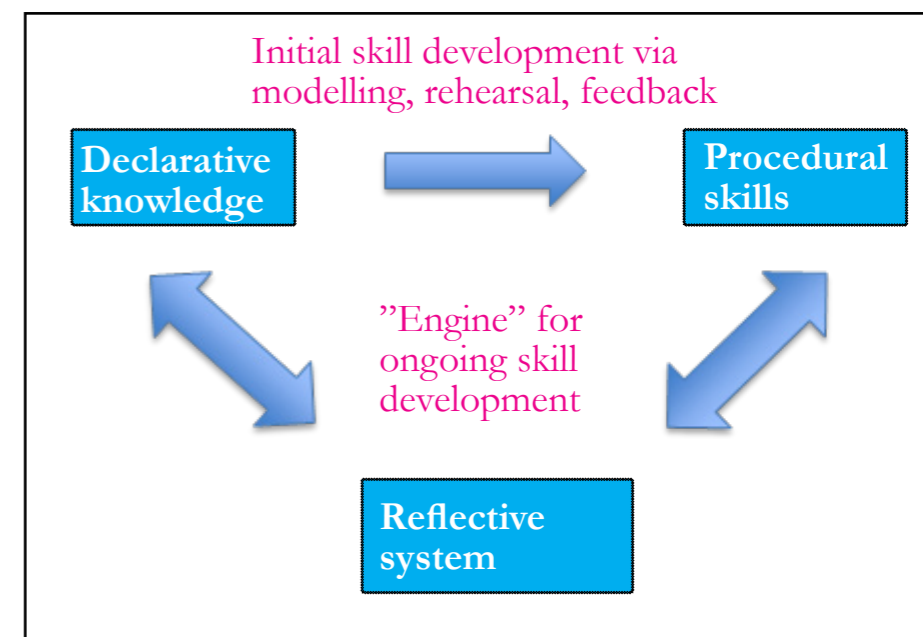 Initial skill development via
modelling, rehearsal, feedback
Declarative
knowledge
Procedural
skills
”Engine” for
ongoing skill
development
Reflective
system